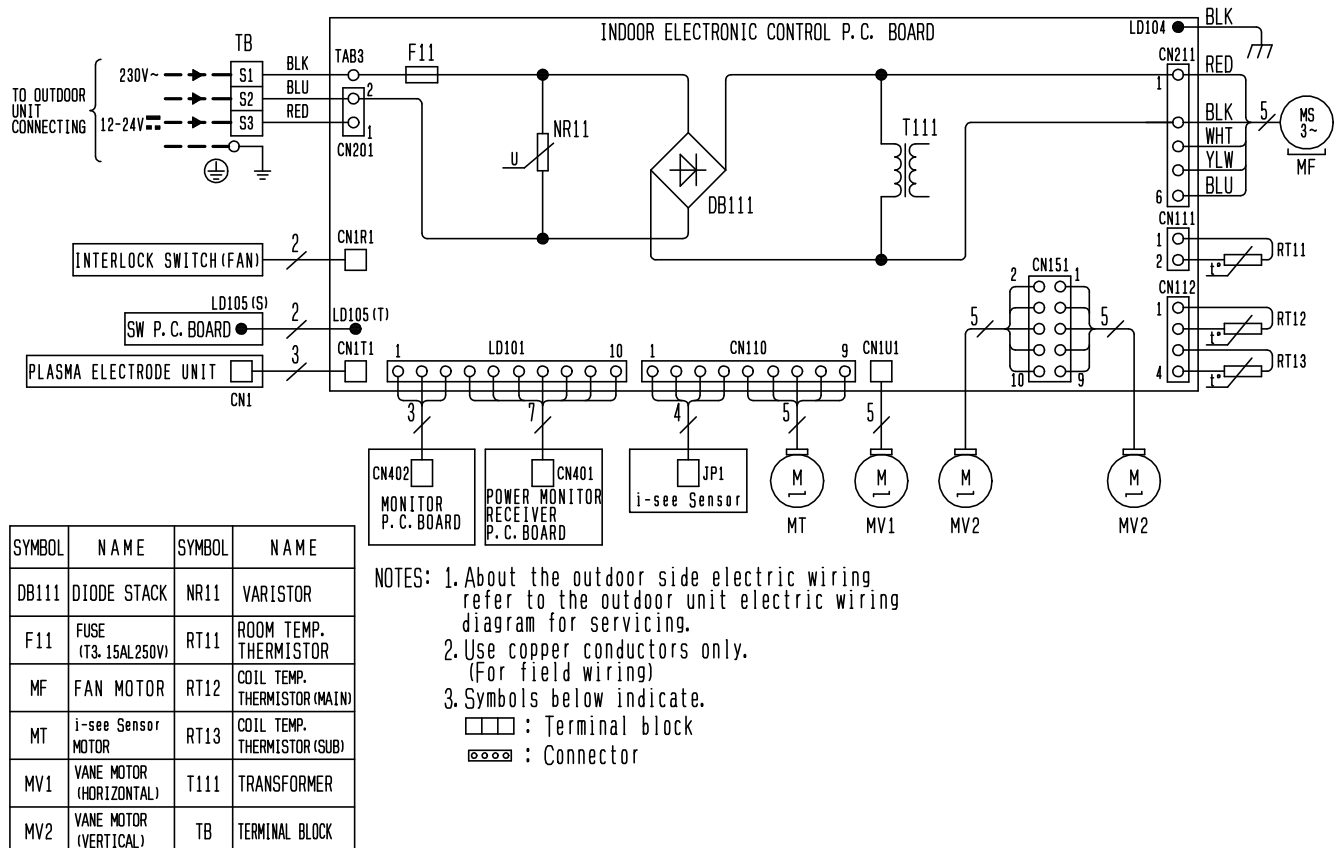 INDOOR ELECTRONIC CONTROL P.C. BOARD
LD104
BLK
TB
TAB3
F11
CN211
230V~
S1
BLK
RED
1
TO OUTDOOR
UNIT
CONNECTING
S2
BLU
2
12-24V
S3
RED
1
CN201
NR11
U
DB111
T111
BLK
5
MS
3~
MF
WHT
YLW
BLU
6
CN111
1
2
RT11
t°
INTERLOCK SWITCH(FAN)
2
CN1R1
CN151
2
1
10
9
5
5
CN112
1
4
RT12
t°
RT13
t°
LD105(S)
SW P.C.BOARD
2
LD105(T)
PLASMA ELECTRODE UNIT
CN1
3
CN1T1
1
LD101
10
1
CN110
9
CN1U1
3
7
4
5
5
CN402
MONITOR
P.C.BOARD
CN401
POWER MONITOR
RECEIVER
P.C.BOARD
JP1
i-see Sensor
M
MT
M
MV1
M
MV2
M
MV2
SYMBOL NAME SYMBOL NAME
DB111 DIODE STACK NR11 VARISTOR
F11 FUSE (T3.15AL250V) RT11 ROOM TEMP. THERMISTOR
MF FAN MOTOR RT12 COIL TEMP. THERMISTOR(MAIN)
MT i-see Sensor MOTOR RT13 COIL TEMP. THERMISTOR(SUB)
MV1 VANE MOTOR (HORIZONTAL) T111 TRANSFORMER
MV2 VANE MOTOR (VERTICAL) TB TERMINAL BLOCK
NOTES: 1. About the outdoor side electric wiring
refer to the outdoor unit electric wiring
diagram for servicing.
2. Use copper conductors only.
(For field wiring)
3. Symbols below indicate.
: Terminal block
: Connector